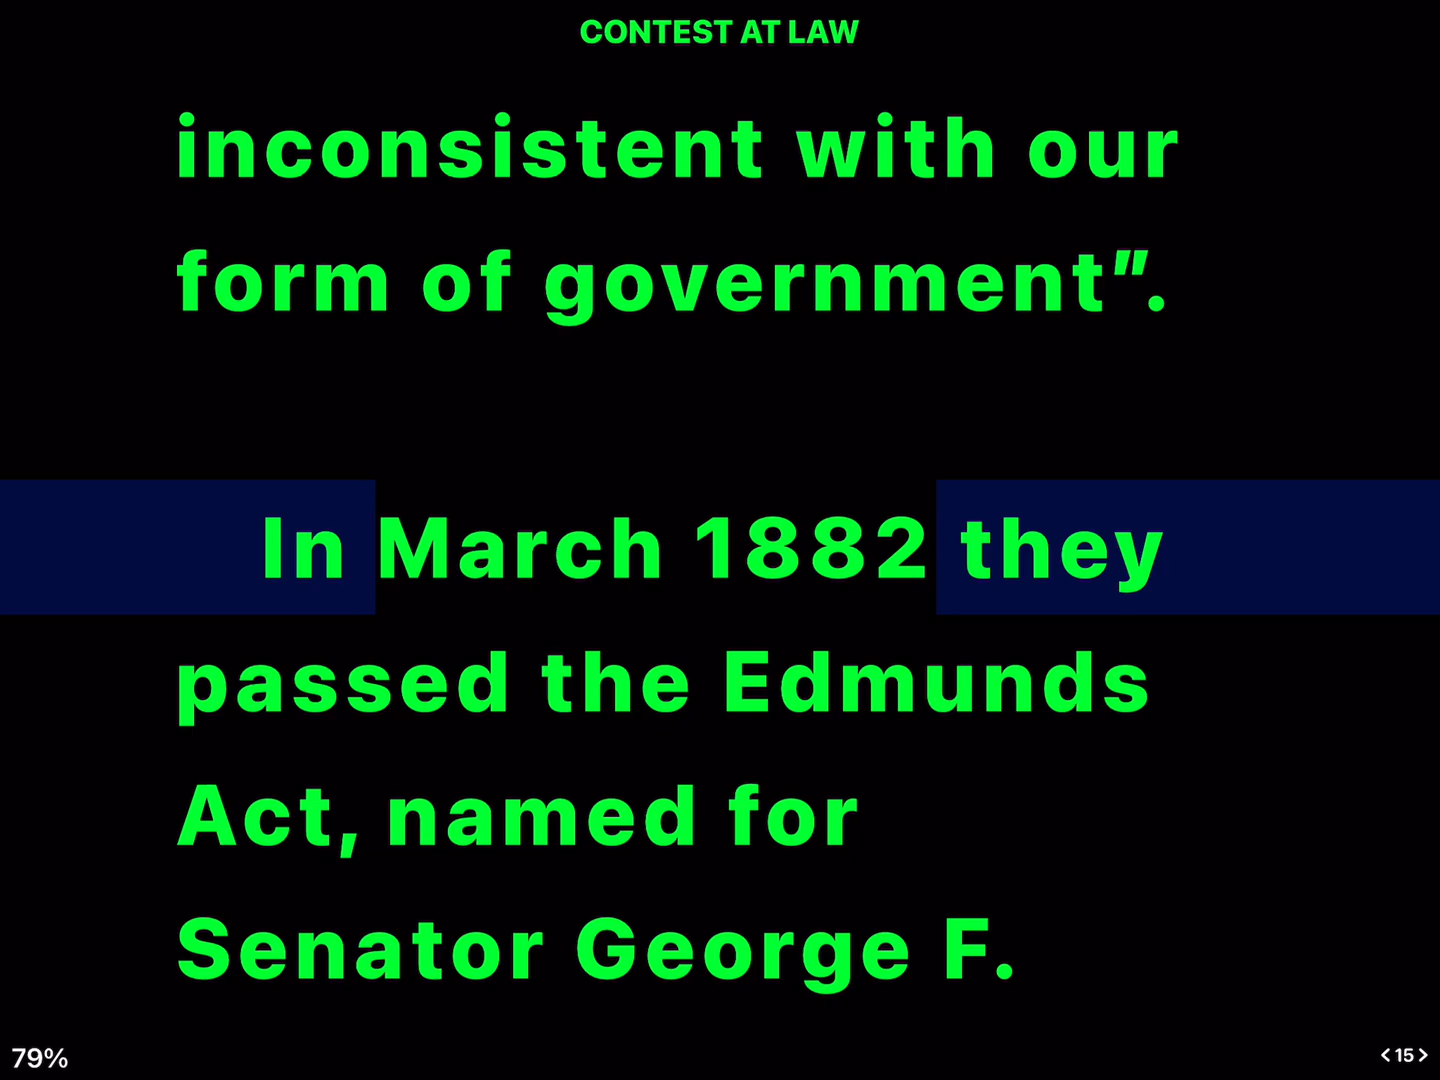 CONTEST AT LAW
inconsistent with our
form of government”.
In March 1882 they
passed the Edmunds
Act, named for
Senator George F.
79%
<15>